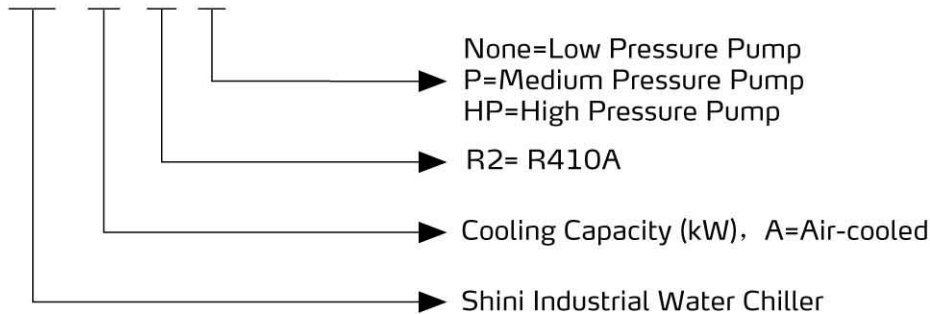 None=Low Pressure Pump
P=Medium Pressure Pump
HP=High Pressure Pump
R2= R410A
Cooling Capacity (kW), A=Air-cooled
Shini Industrial Water Chiller